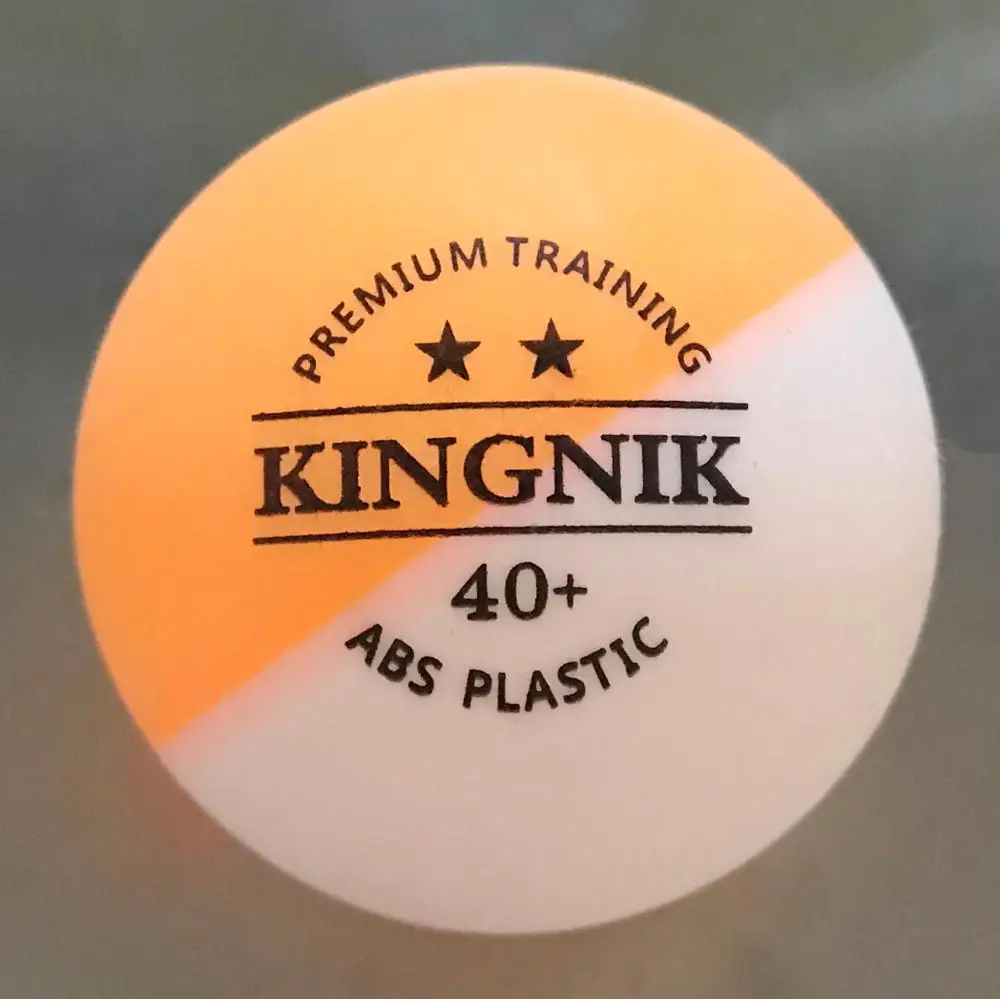 PREMIUM TRAINING
★ ★
KINGNIK
40+
ABS PLASTIC